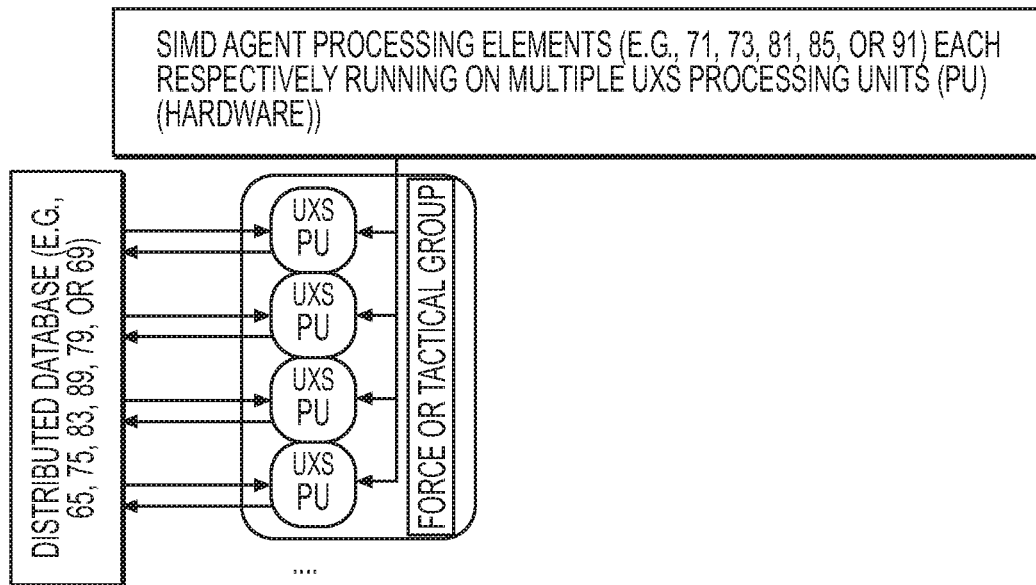 SIMD AGENT PROCESSING ELEMENTS (E.G., 71, 73, 81, 85, OR 91) EACH
RESPECTIVELY RUNNING ON MULTIPLE UXS PROCESSING UNITS (PU)
(HARDWARE))
DISTRIBUTED DATABASE (E.G.,
65, 75, 83, 89, 79, OR 69)
UXS
PU
UXS
PU
UXS
PU
UXS
PU
FORCE OR TACTICAL GROUP
....